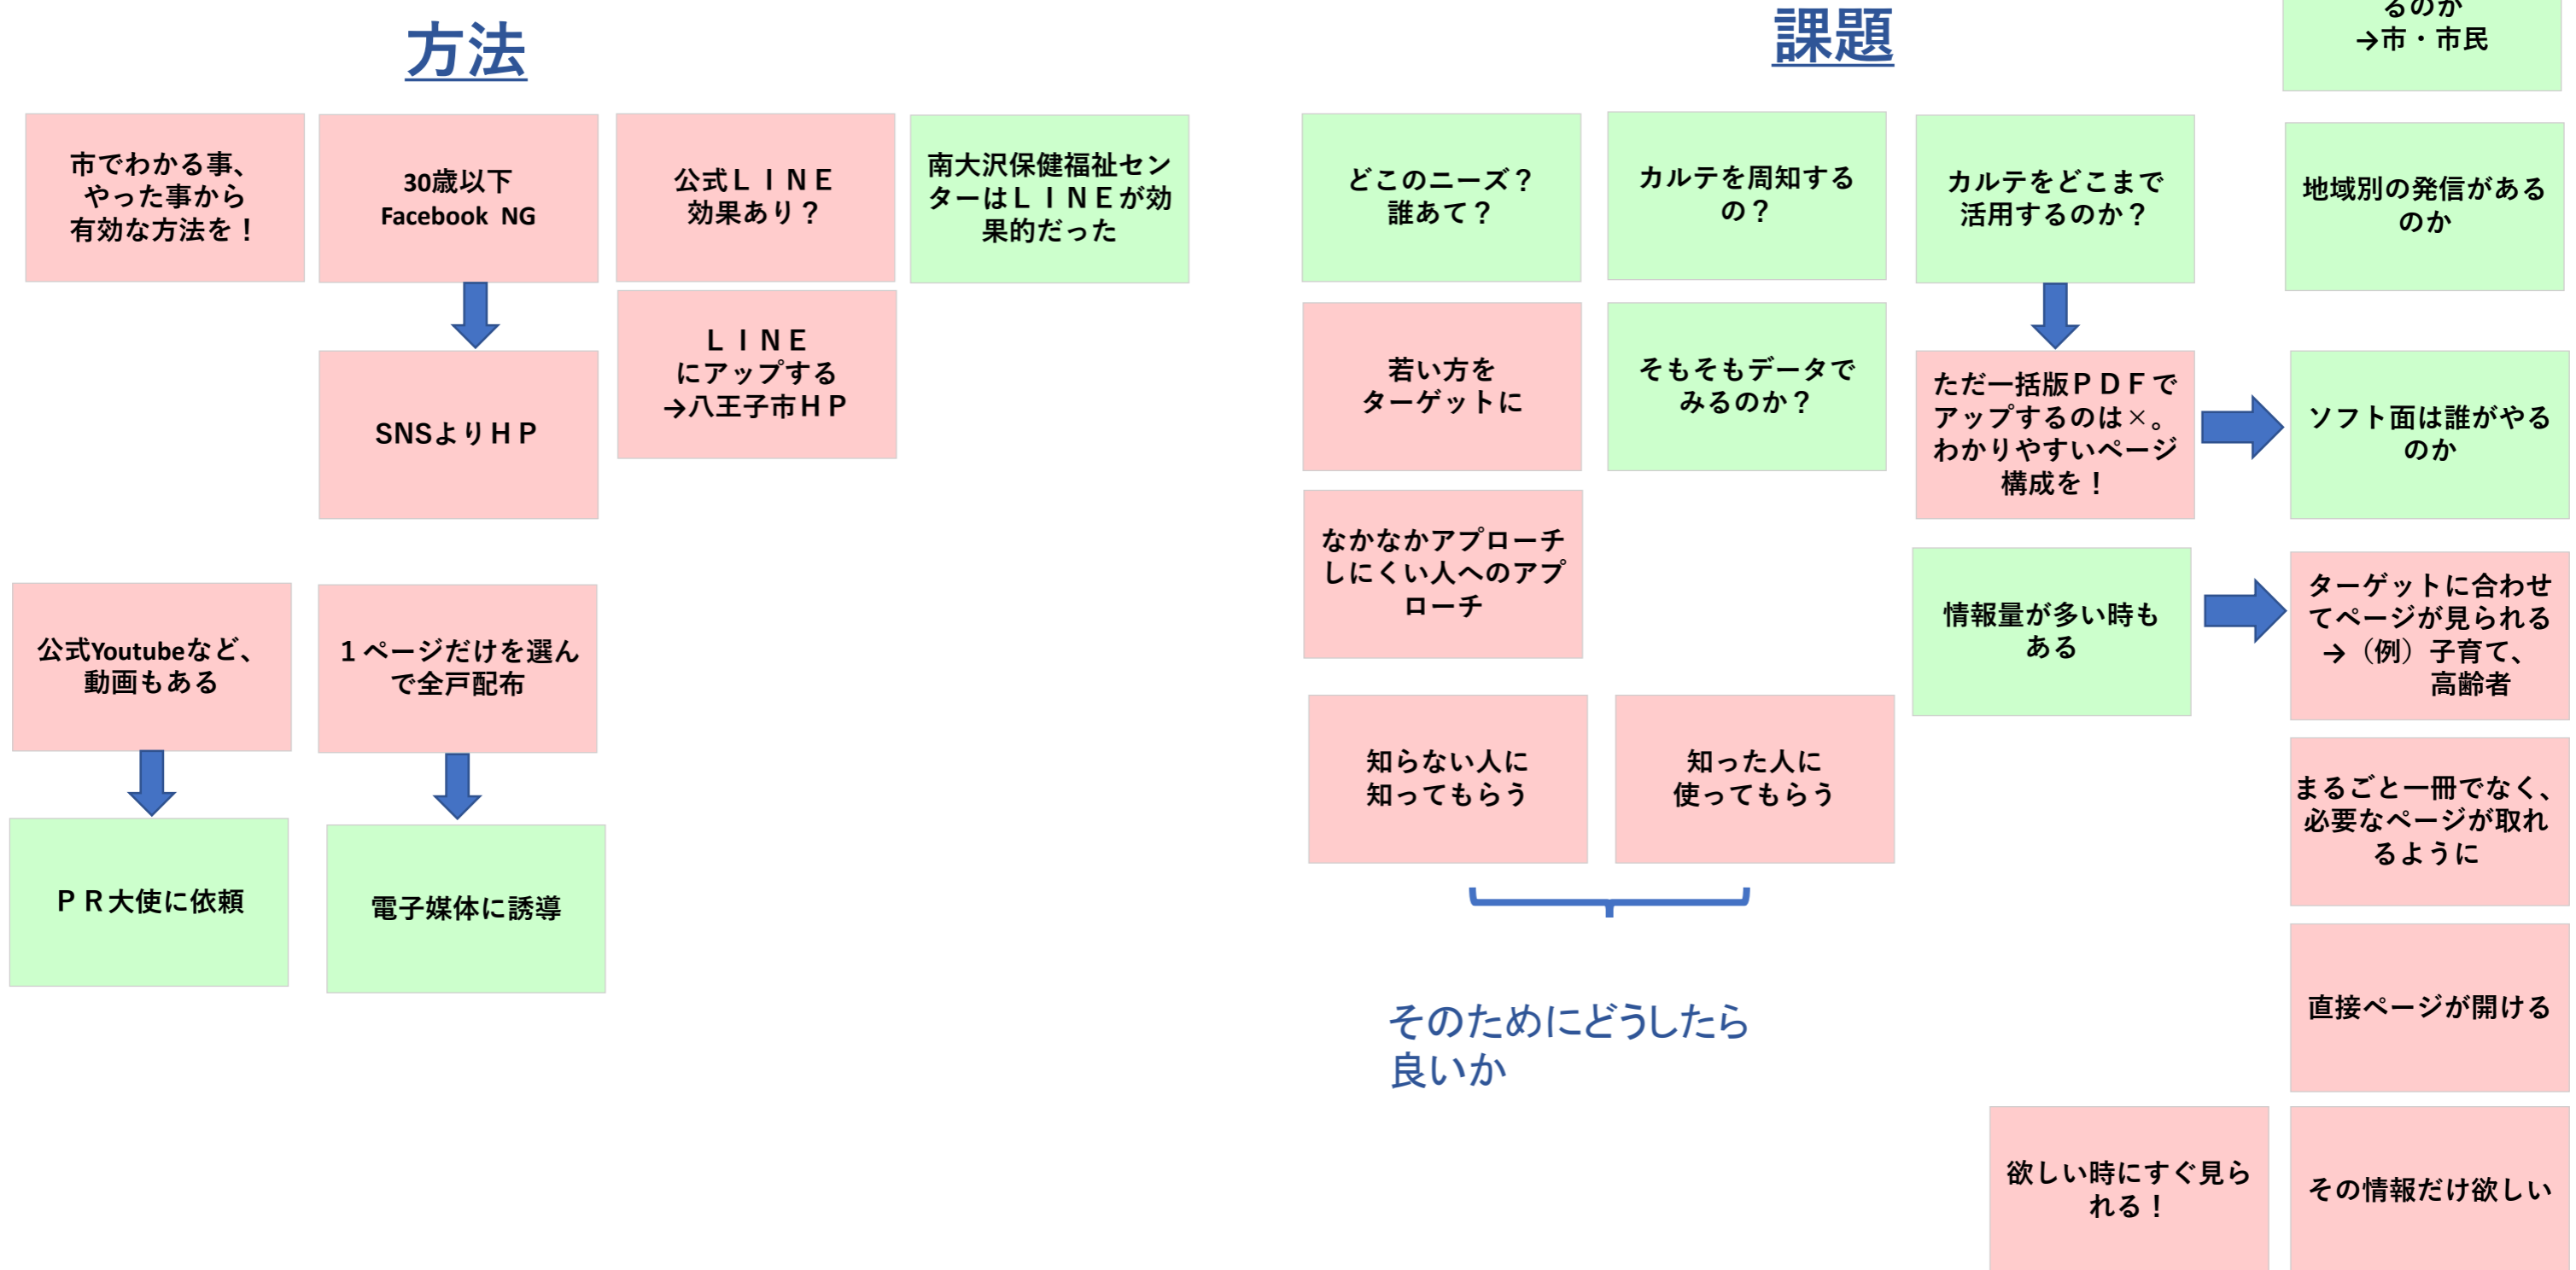 方法
市でわかる事、
やった事から
有効な方法を！
30歳以下
Facebook NG
公式ＬＩＮＥ
効果あり？
南大沢保健福祉セン
ターはＬＩＮＥが効
果的だった
ＬＩＮＥ
にアップする
→八王子市ＨＰ
SNSよりＨＰ
公式Youtubeなど、
動画もある
１ページだけを選ん
で全戸配布
ＰＲ大使に依頼
電子媒体に誘導
課題
るのか
→市・市民
どこのニーズ？
誰あて？
カルテを周知する
の？
カルテをどこまで
活用するのか？
地域別の発信がある
のか
若い方を
ターゲットに
そもそもデータで
みるのか？
ただ一括版ＰＤＦで
アップするのは×。
わかりやすいページ
構成を！
ソフト面は誰がやる
のか
なかなかアプローチ
しにくい人へのアプ
ローチ
情報量が多い時も
ある
ターゲットに合わせ
てページが見られる
→（例）子育て、
高齢者
知らない人に
知ってもらう
知った人に
使ってもらう
まるごと一冊でなく、
必要なページが取れ
るように
そのためにどうしたら
良いか
直接ページが開ける
欲しい時にすぐ見ら
れる！
その情報だけ欲しい